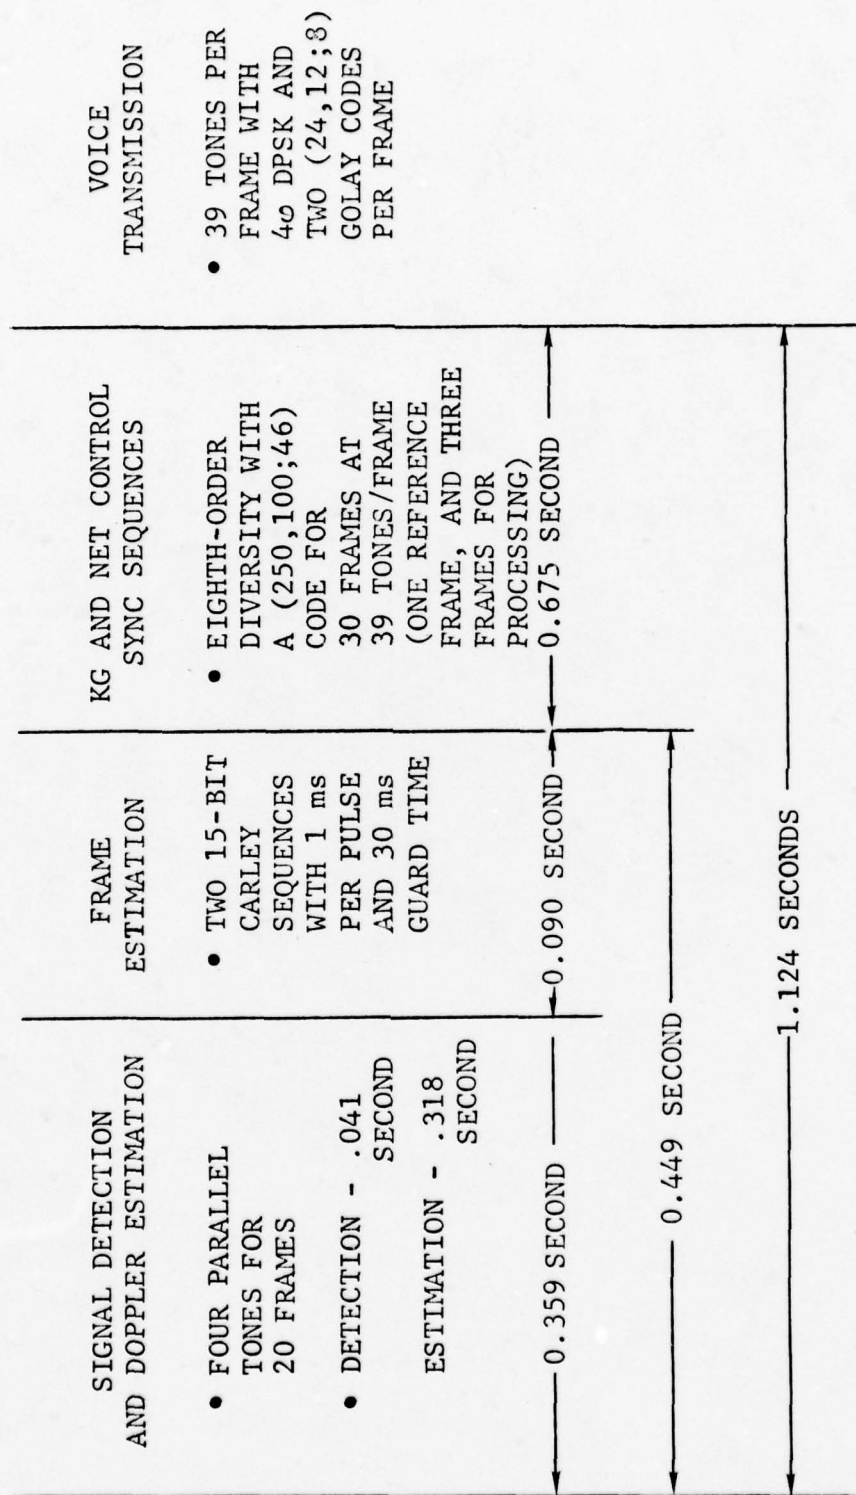 SIGNAL DETECTION
AND DOPPLER ESTIMATION
• FOUR PARALLEL
TONES FOR
20 FRAMES
• DETECTION - .041
SECOND
ESTIMATION - .318
SECOND
0.359 SECOND
FRAME
ESTIMATION
• TWO 15-BIT
CARLEY
SEQUENCES
WITH 1 ms
PER PULSE
AND 30 ms
GUARD TIME
0.090 SECOND
KG AND NET CONTROL
SYNC SEQUENCES
• EIGHTH-ORDER
DIVERSITY WITH
A (250,100;46)
CODE FOR
30 FRAMES AT
39 TONES/FRAME
(ONE REFERENCE
FRAME, AND THREE
FRAMES FOR
PROCESSING)
0.675 SECOND
VOICE
TRANSMISSION
• 39 TONES PER
FRAME WITH
4φ DPSK AND
TWO (24,12;8)
GOLAY CODES
PER FRAME
0.449 SECOND
1.124 SECONDS